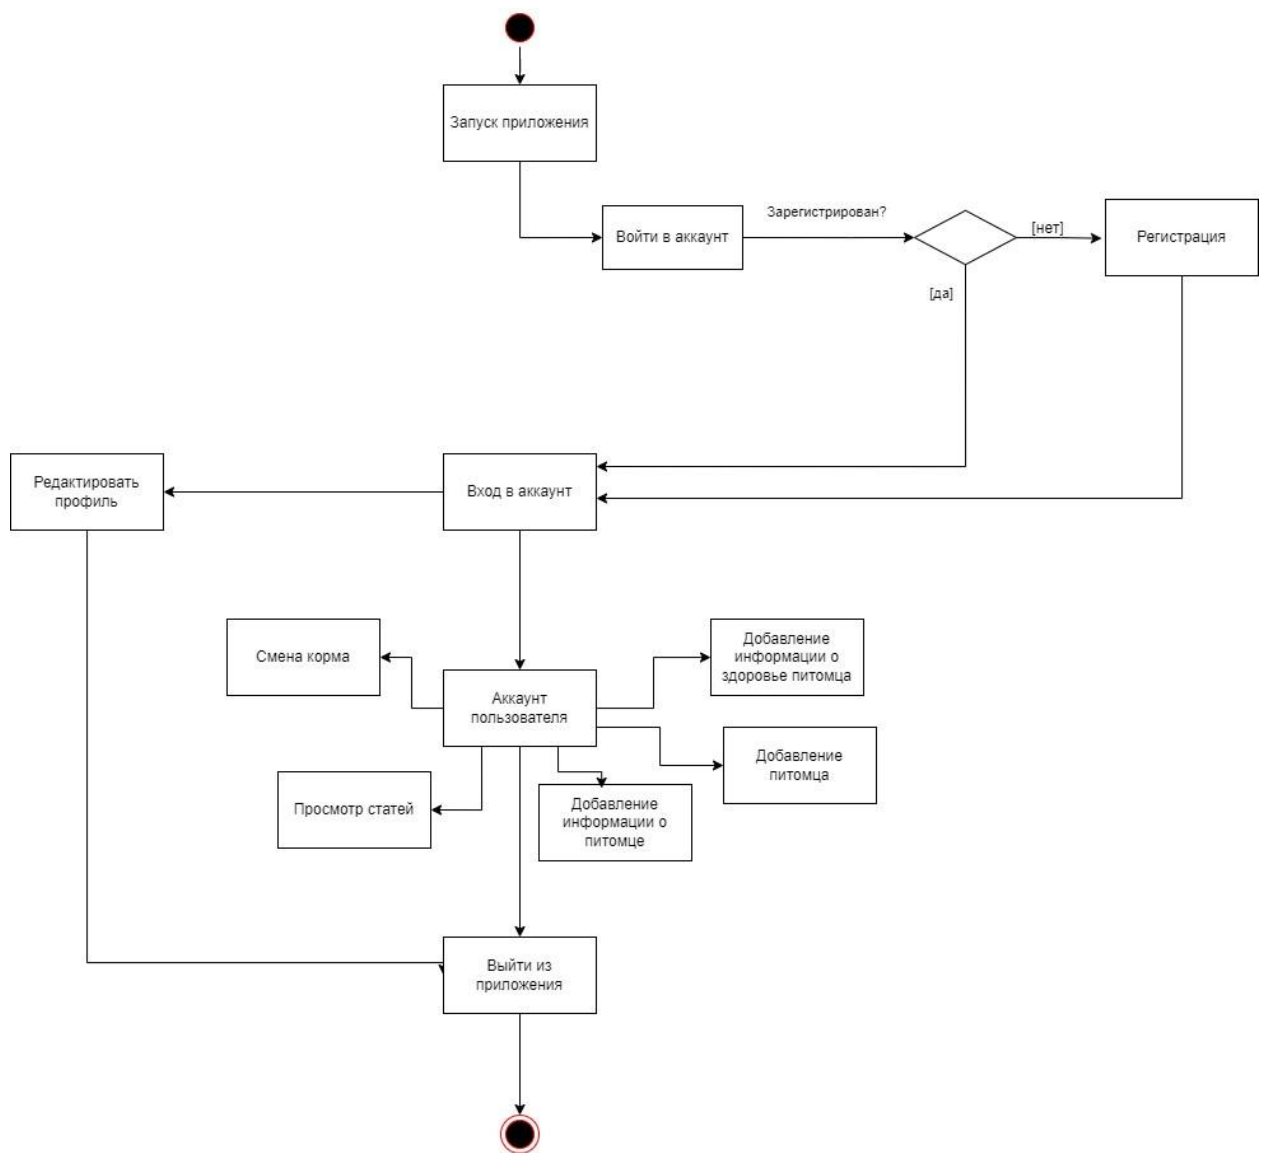 Запуск приложения
Войти в аккаунт
Зарегистрирован?
[нет]
Регистрация
[да]
Редактировать
профиль
Вход в аккаунт
Смена корма
Аккаунт
пользователя
Добавление
информации о
здоровье питомца
Добавление
питомца
Просмотр статей
Добавление
информации о
питомце
Выйти из
приложения